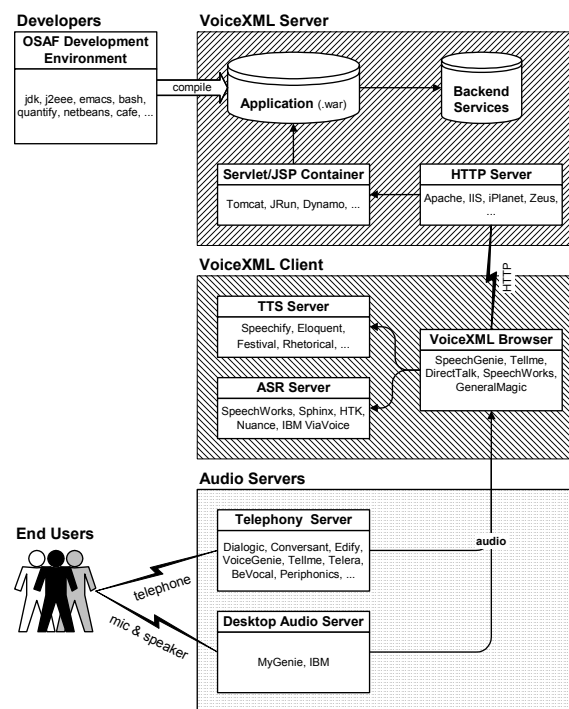 Developers
OSAF Development
Environment
jdk, j2eee, emacs, bash,
quantify, netbeans, cafe, ...
compile
VoiceXML Server
Application (.war)
Backend
Services
Servlet/JSP Container
Tomcat, JRun, Dynamo, ...
HTTP Server
Apache, IIS, iPlanet, Zeus,
...
HTTP
VoiceXML Client
TTS Server
Speechify, Eloquent,
Festival, Rhetorical, ...
ASR Server
SpeechWorks, Sphinx, HTK,
Nuance, IBM ViaVoice
VoiceXML Browser
SpeechGenie, Tellme,
DirectTalk, SpeechWorks,
GeneralMagic
Audio Servers
Telephony Server
Dialogic, Conversant, Edify,
VoiceGenie, Tellme, Telera,
BeVocal, Periphonics, ...
audio
End Users
telephone
mic & speaker
Desktop Audio Server
MyGenie, IBM